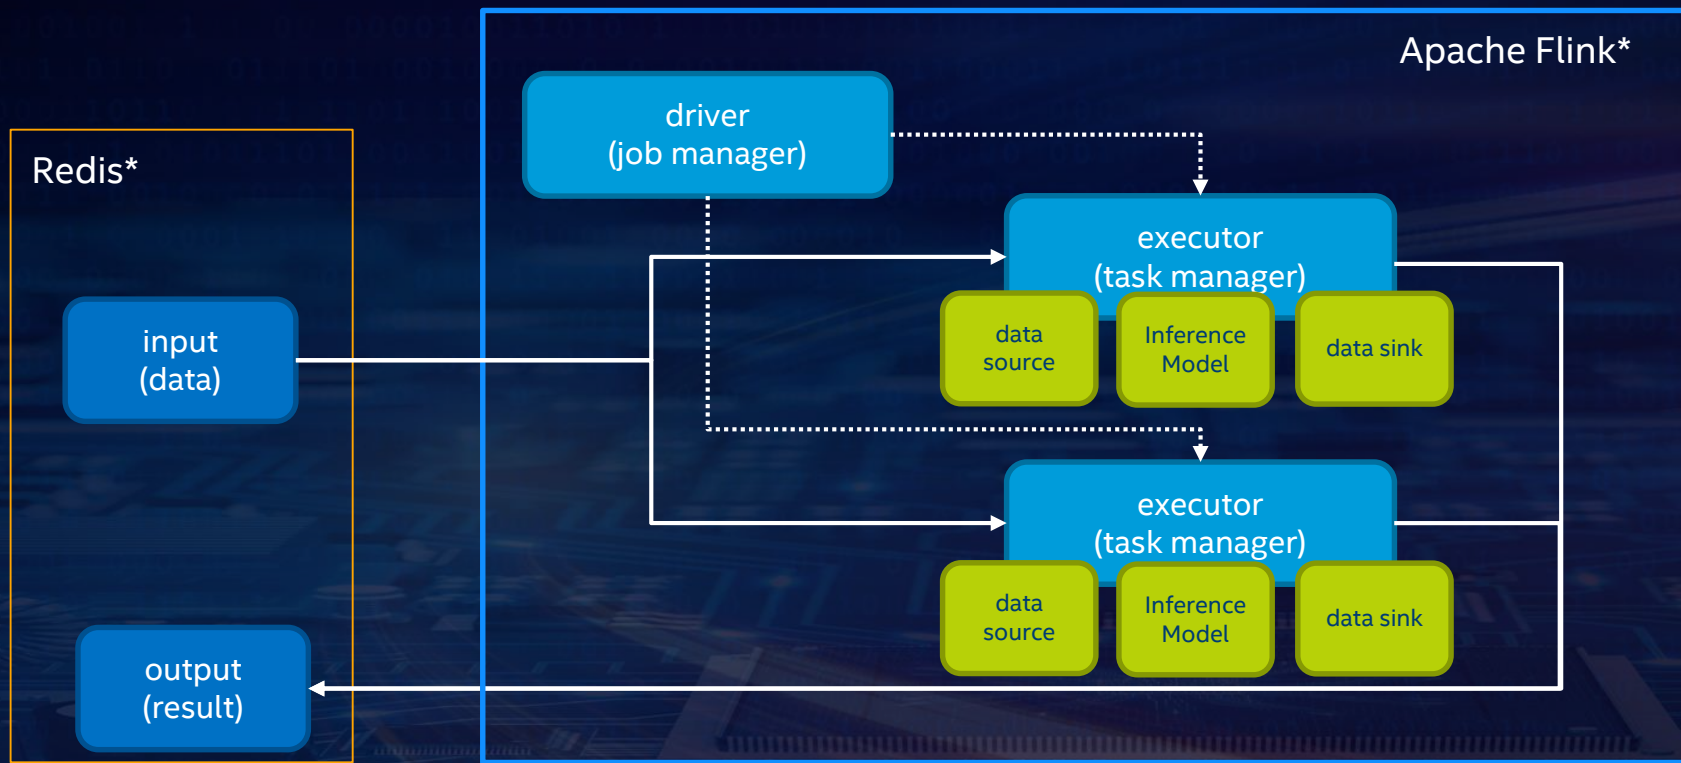 Apache Flink*
driver
(job manager)
Redis*
executor
(task manager)
data
source
Inference
Model
data sink
input
(data)
executor
(task manager)
data
source
Inference
Model
data sink
output
(result)